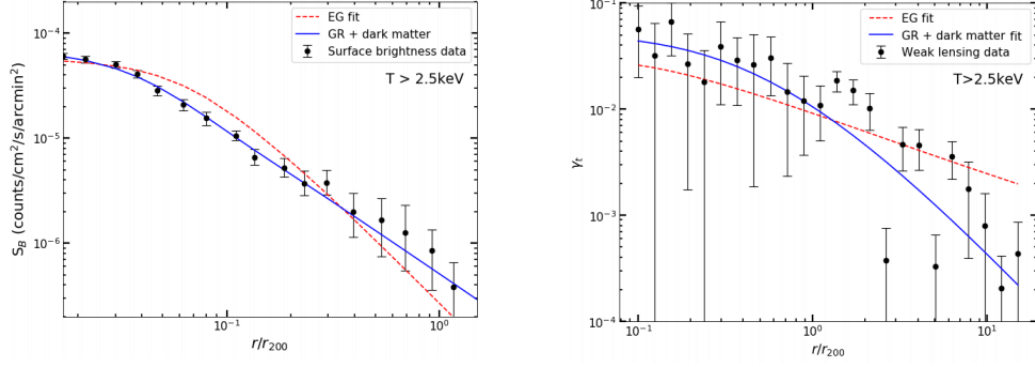 S_B (counts/cm²/s/arcmin²)
10⁻⁴
10⁻⁵
10⁻⁶
EG fit
GR + dark matter
Surface brightness data
T > 2.5keV
10⁻¹
10⁰
r/r₂₀₀
γₜ
10⁻¹
10⁻²
10⁻³
10⁻⁴
EG fit
GR + dark matter fit
Weak lensing data
T>2.5keV
10⁻¹
10⁰
10¹
r/r₂₀₀